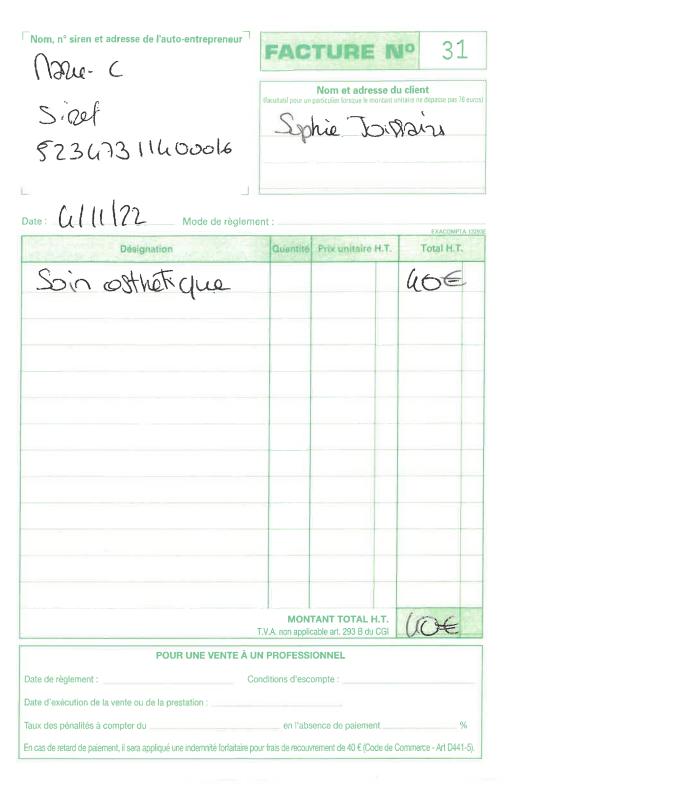 Nom, n° siren et adresse de l'auto-entrepreneur
Marie-C
Siret
52347311400016
FACTURE N° 31
Nom et adresse du client
(facultatif pour un particulier lorsque le montant unitaire ne dépasse pas 76 euros)
Sophie
Date : 4/11/22 Mode de règlement :
EXACOMPTA 13293E
Désignation Quantité Prix unitaire H.T. Total H.T.
Soin esthétique 40€
MONTANT TOTAL H.T.
T.V.A. non applicable art. 293 B du CGI 40€
POUR UNE VENTE À UN PROFESSIONNEL
Date de règlement : Conditions d'escompte :
Date d'exécution de la vente ou de la prestation :
Taux des pénalités à compter du en l'absence de paiement %
En cas de retard de paiement, il sera appliqué une indemnité forfaitaire pour frais de recouvrement de 40 € (Code de Commerce - Art D441-5).